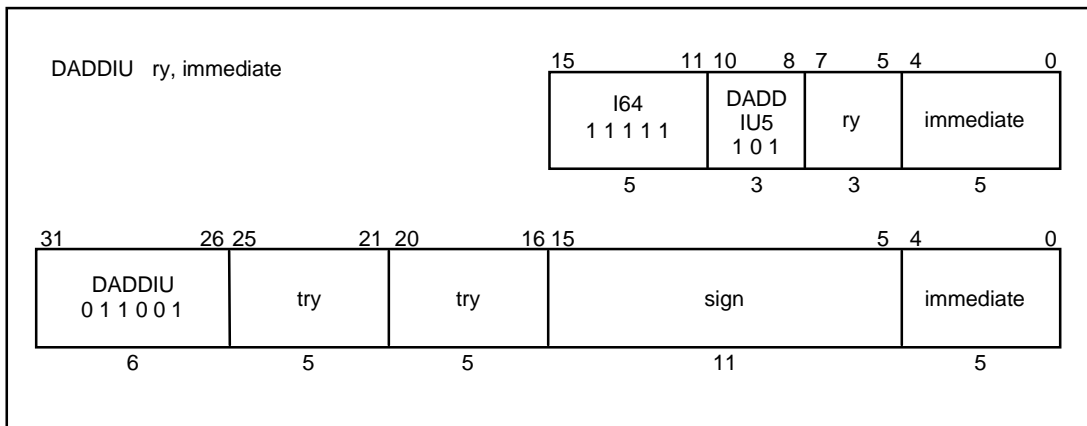 DADDIU ry, immediate
15 11 10 8 7 5 4 0
I64 DADD
IU5 ry immediate
1 1 1 1 1 1 0 1
5 3 3 5
31 26 25 21 20 16 15 5 4 0
DADDIU try try sign immediate
0 1 1 0 0 1
6 5 5 11 5